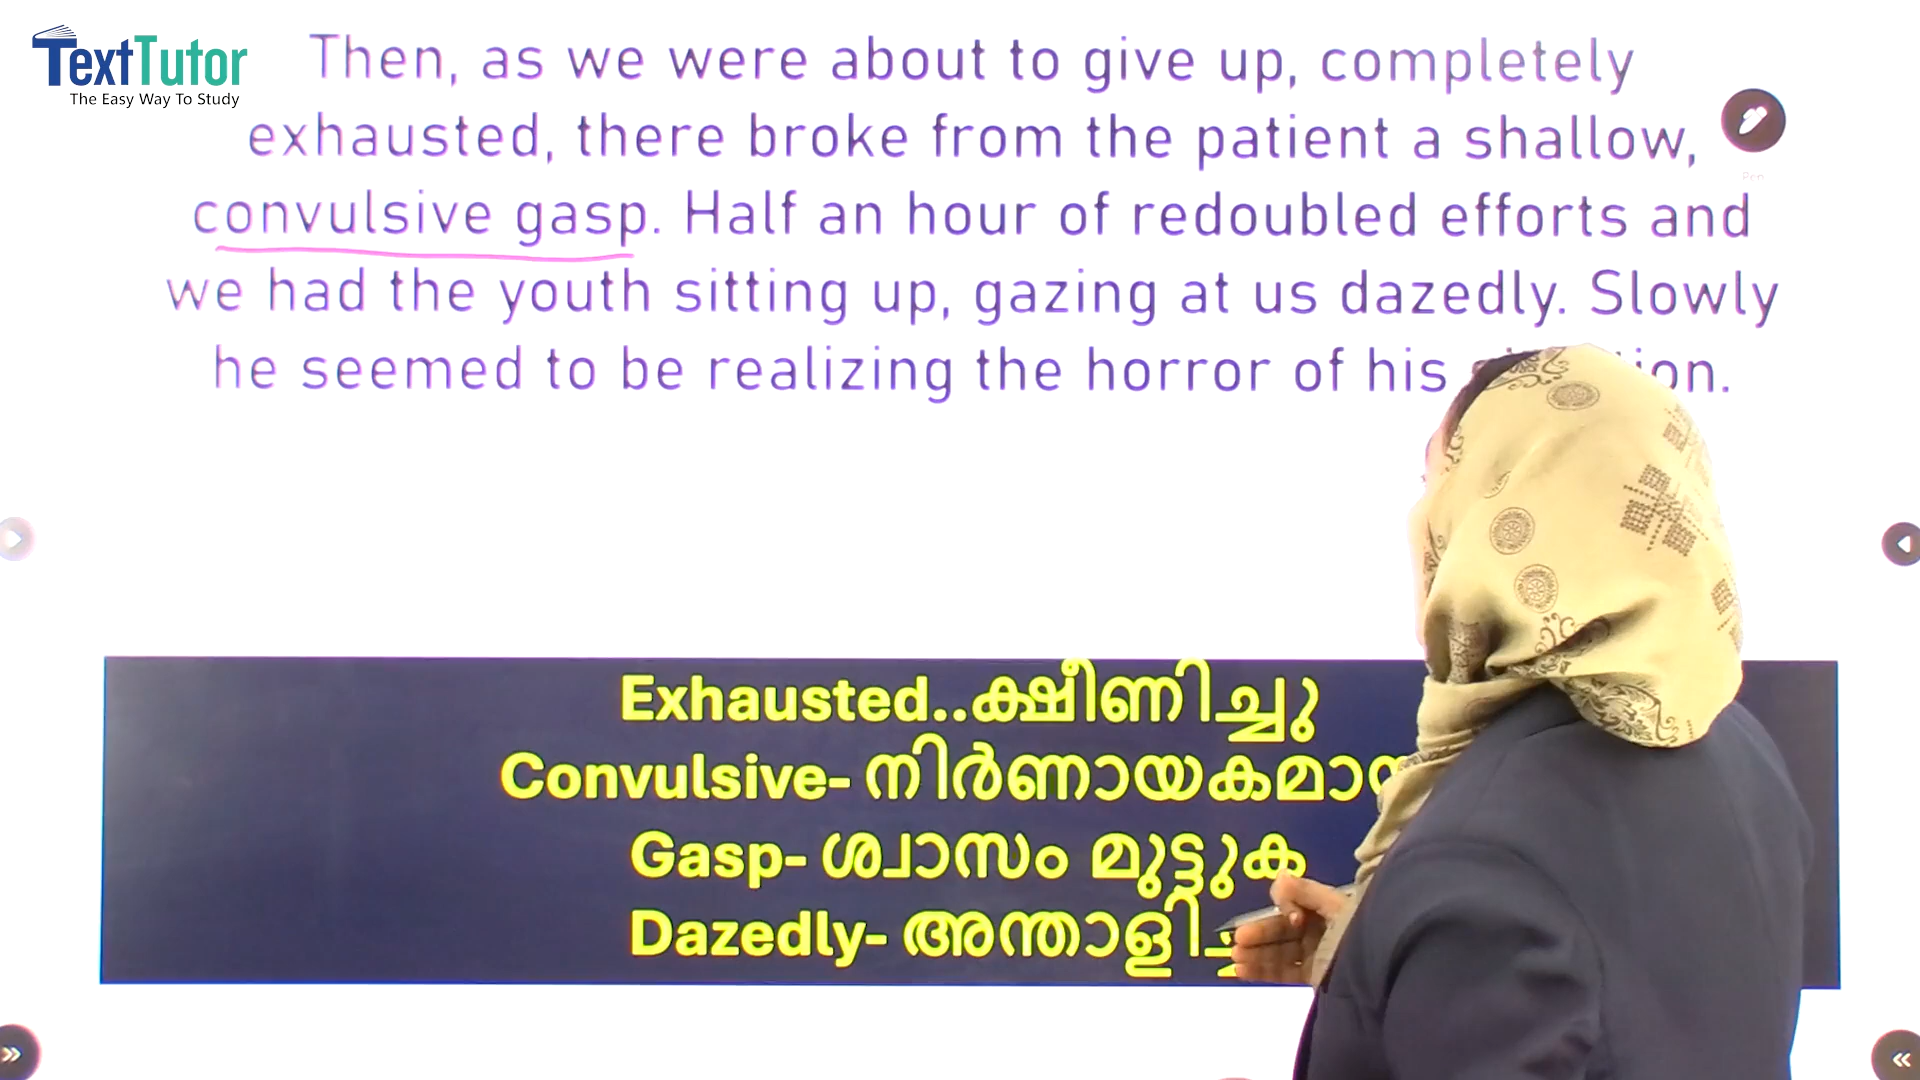 TextTutor
The Easy Way To Study
Then, as we were about to give up, completely
exhausted, there broke from the patient a shallow,
convulsive gasp. Half an hour of redoubled efforts and
we had the youth sitting up, gazing at us dazedly. Slowly
he seemed to be realizing the horror of his
Pen
Exhausted..ക്ഷീണിച്ചു
Convulsive- നിർണായകമായ
Gasp- ശ്വാസം മുട്ടുക
Dazedly-